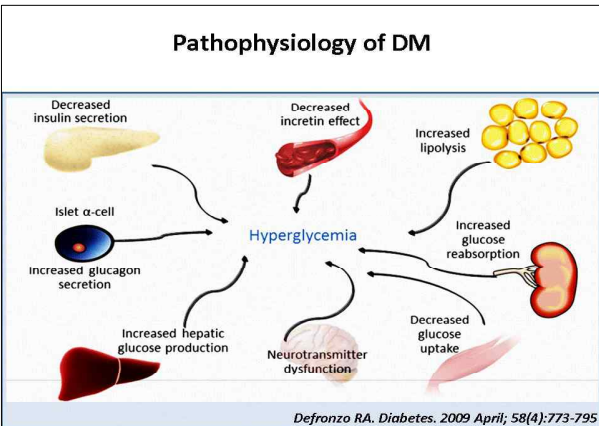 Pathophysiology of DM
Decreased
insulin secretion
Decreased
incretin effect
Increased
lipolysis
Islet α-cell
Increased glucagon
secretion
Hyperglycemia
Increased
glucose
reabsorption
Increased hepatic
glucose production
Neurotransmitter
dysfunction
Decreased
glucose
uptake
Defronzo RA. Diabetes. 2009 April; 58(4):773-795